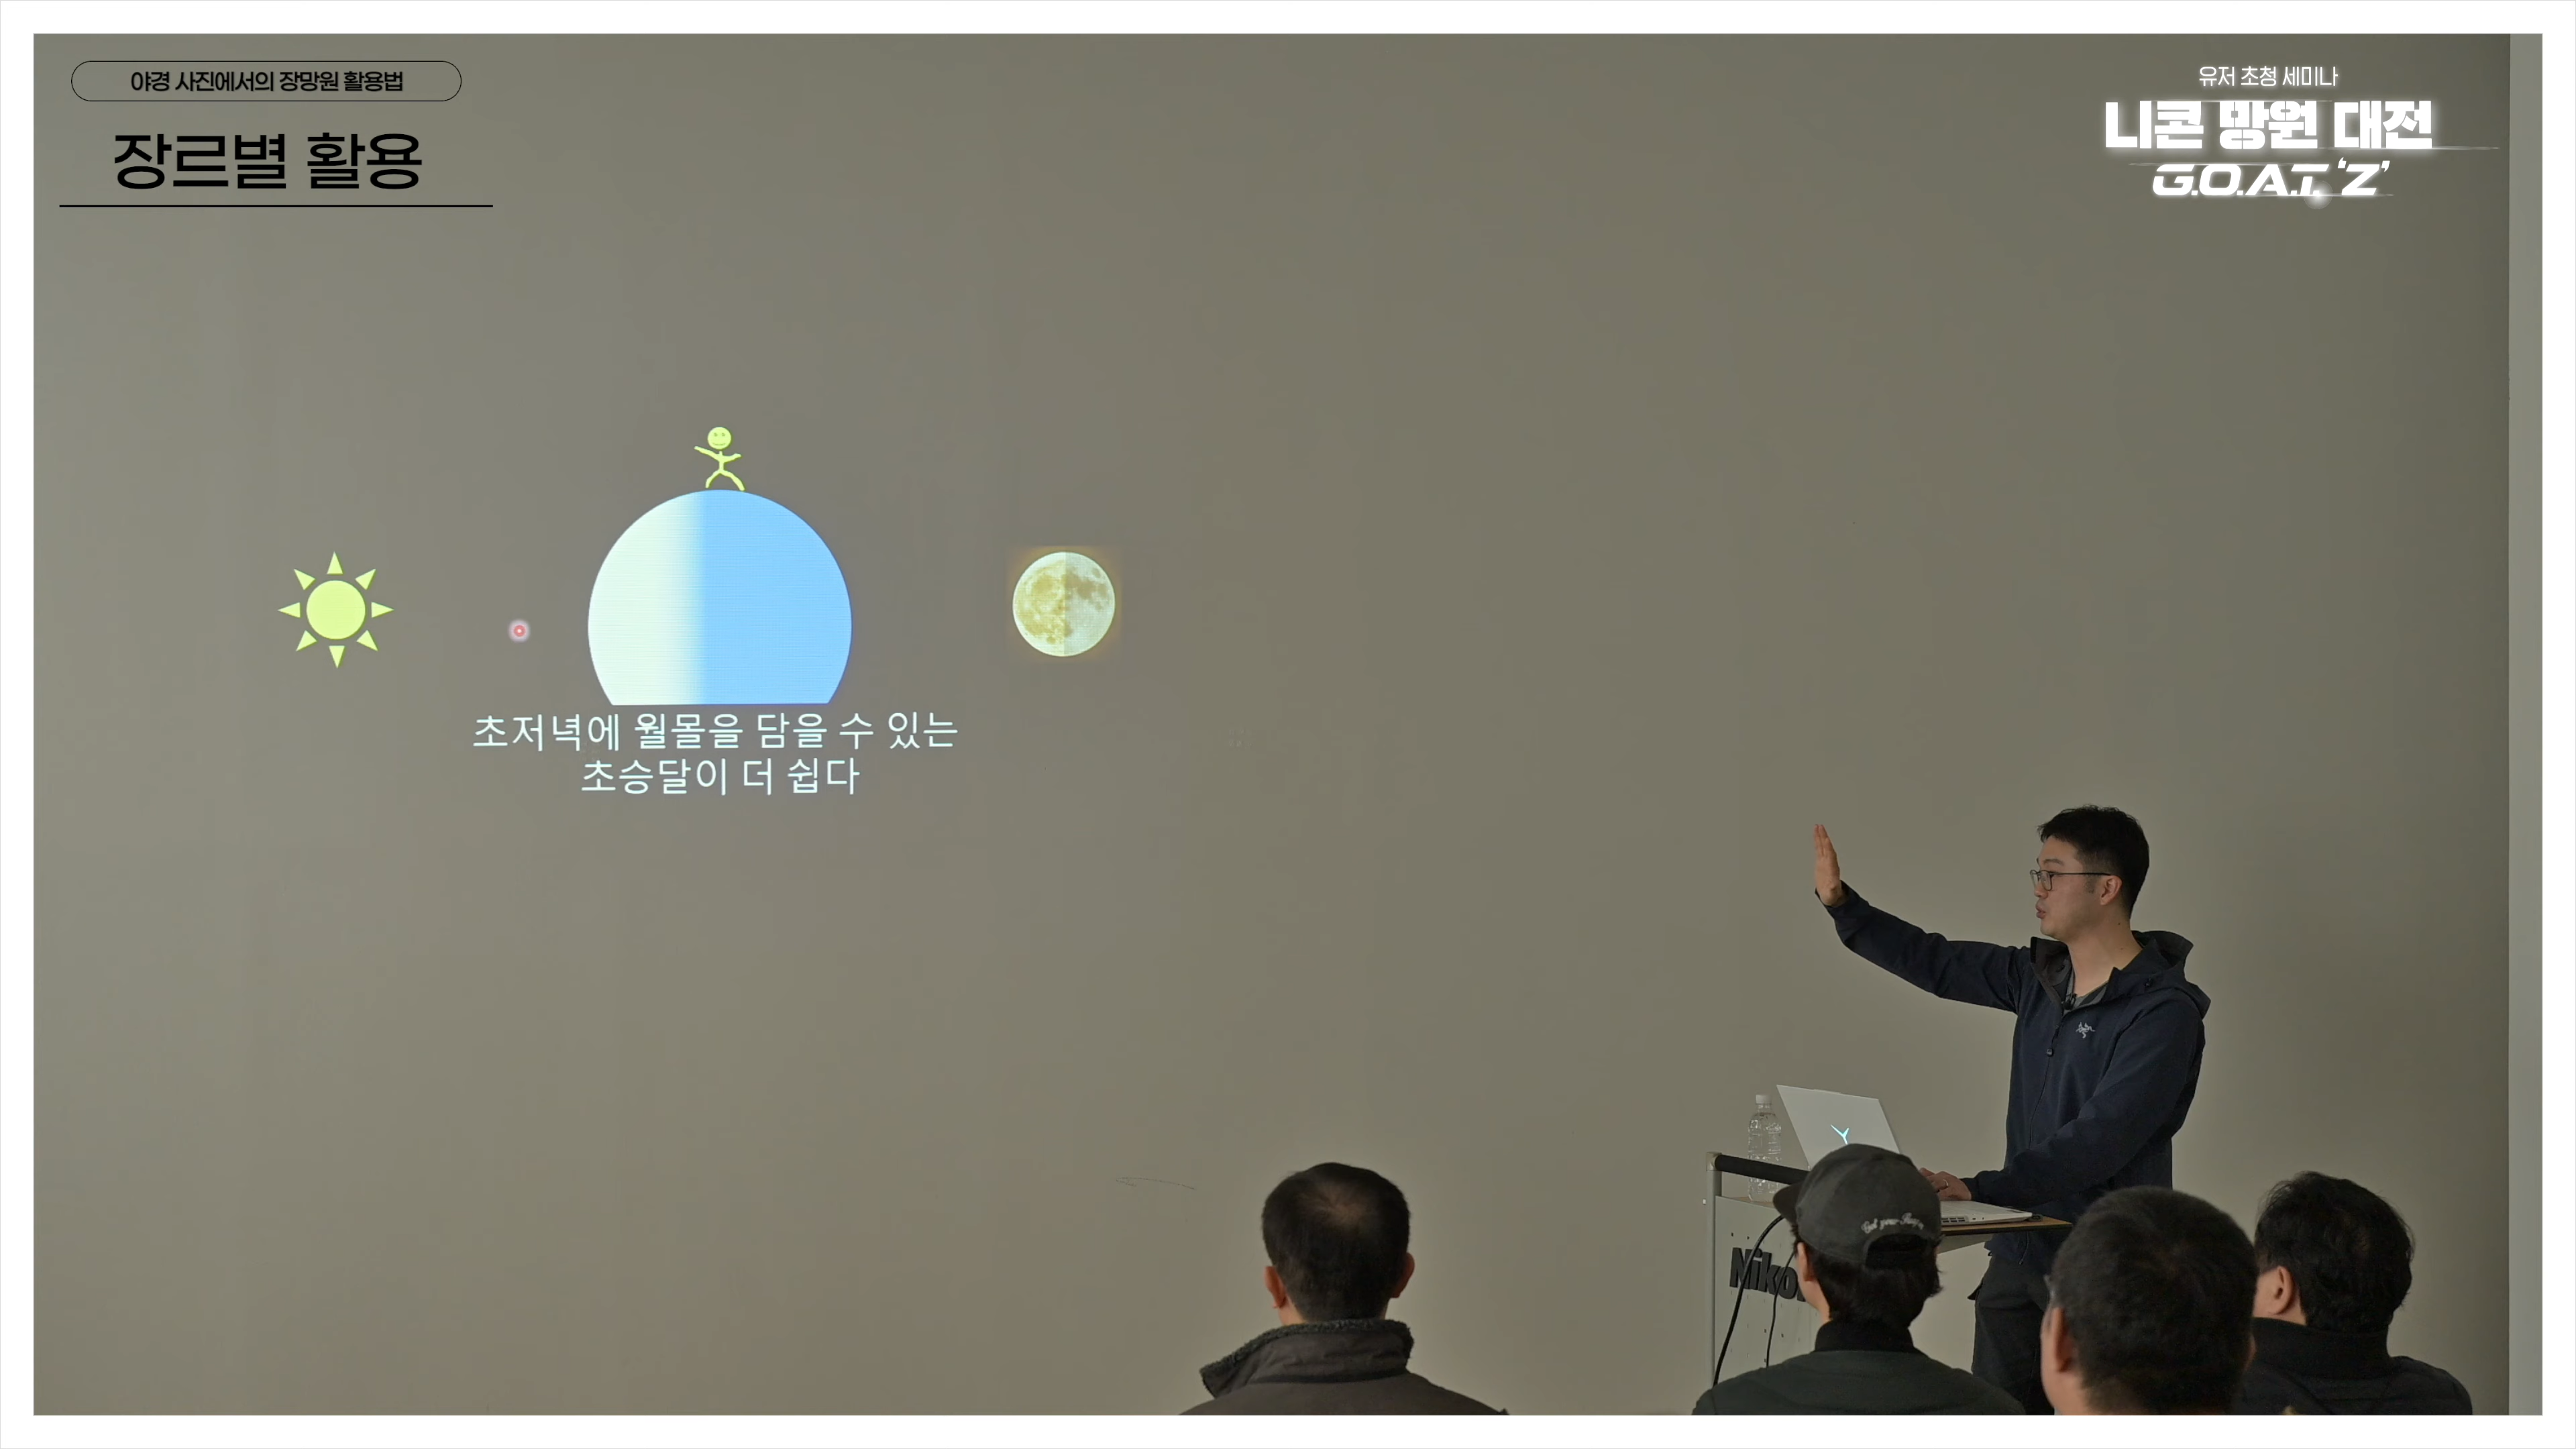 야경 사진에서의 장망원 활용법
장르별 활용
유저 초청 세미나
니콘 망원 대전
G.O.A.T. 'Z'
초저녁에 월몰을 담을 수 있는
초승달이 더 쉽다